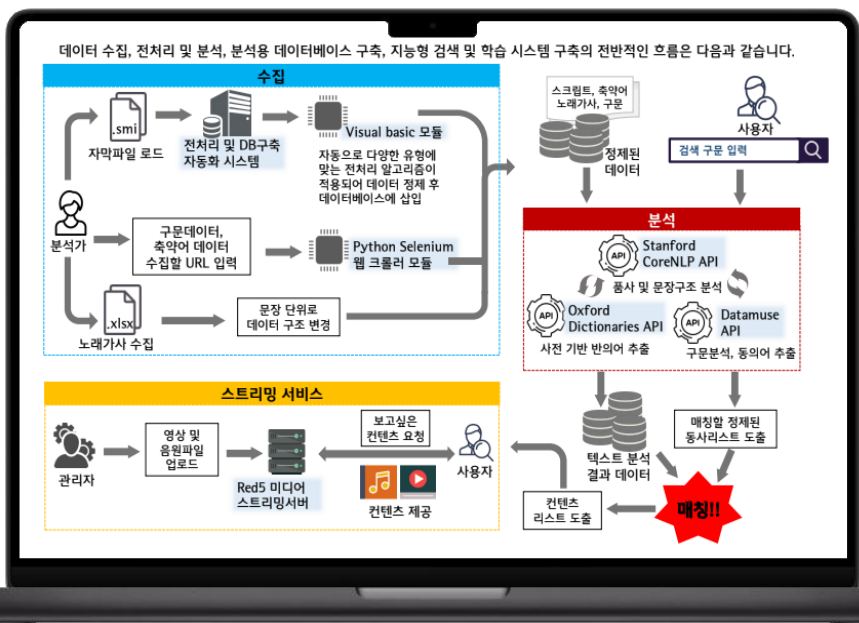 데이터 수집, 전처리 및 분석, 분석용 데이터베이스 구축, 지능형 검색 및 학습 시스템 구축의 전반적인 흐름은 다음과 같습니다.
수집
.smi
자막파일 로드
전처리 및 DB구축
자동화 시스템
Visual basic 모듈
자동으로 다양한 유형에
맞는 전처리 알고리즘이
적용되어 데이터 정제 후
데이터베이스에 삽입
분석가
구문데이터,
축약어 데이터
수집할 URL 입력
Python Selenium
웹 크롤러 모듈
.xlsx
노래가사 수집
문장 단위로
데이터 구조 변경
스크립트, 축약어
노래가사, 구문
정제된
데이터
사용자
검색 구문 입력
분석
API
Stanford
CoreNLP API
품사 및 문장구조 분석
API
Oxford
Dictionaries API
사전 기반 반의어 추출
API
Datamuse
API
구문분석, 동의어 추출
텍스트 분석
결과 데이터
매칭할 정제된
동사리스트 도출
매칭!!
컨텐츠
리스트 도출
스트리밍 서비스
관리자
영상 및
음원파일
업로드
Red5 미디어
스트리밍서버
보고싶은
컨텐츠 요청
컨텐츠 제공
사용자